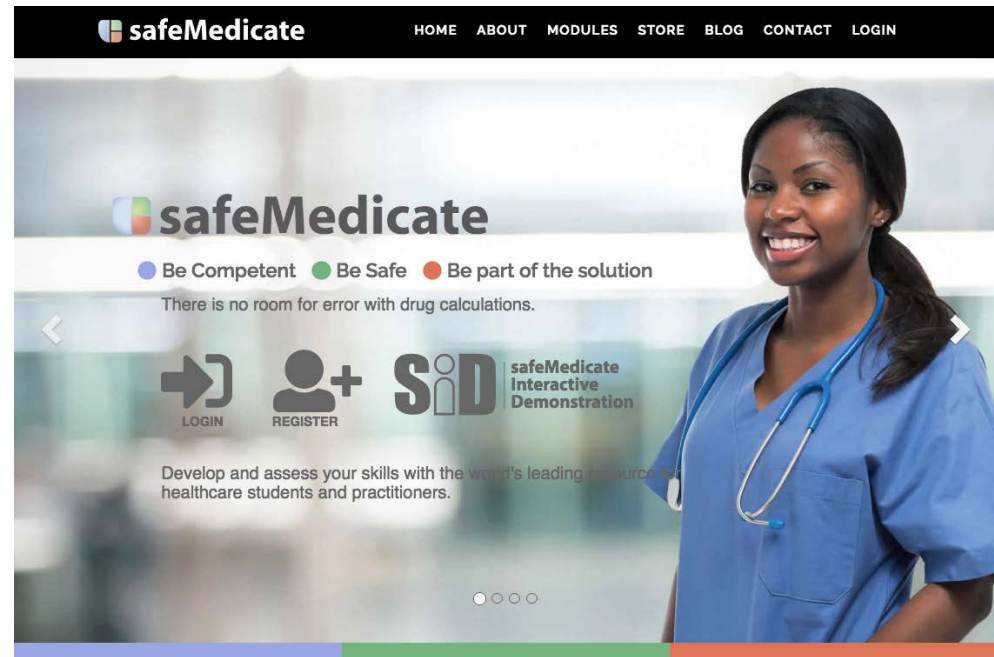 safeMedicate HOME ABOUT MODULES STORE BLOG CONTACT LOGIN
safeMedicate
Be Competent Be Safe Be part of the solution
There is no room for error with drug calculations.
LOGIN
REGISTER
SiD
safeMedicate
Interactive
Demonstration
Develop and assess your skills with the world's leading resource for
healthcare students and practitioners.